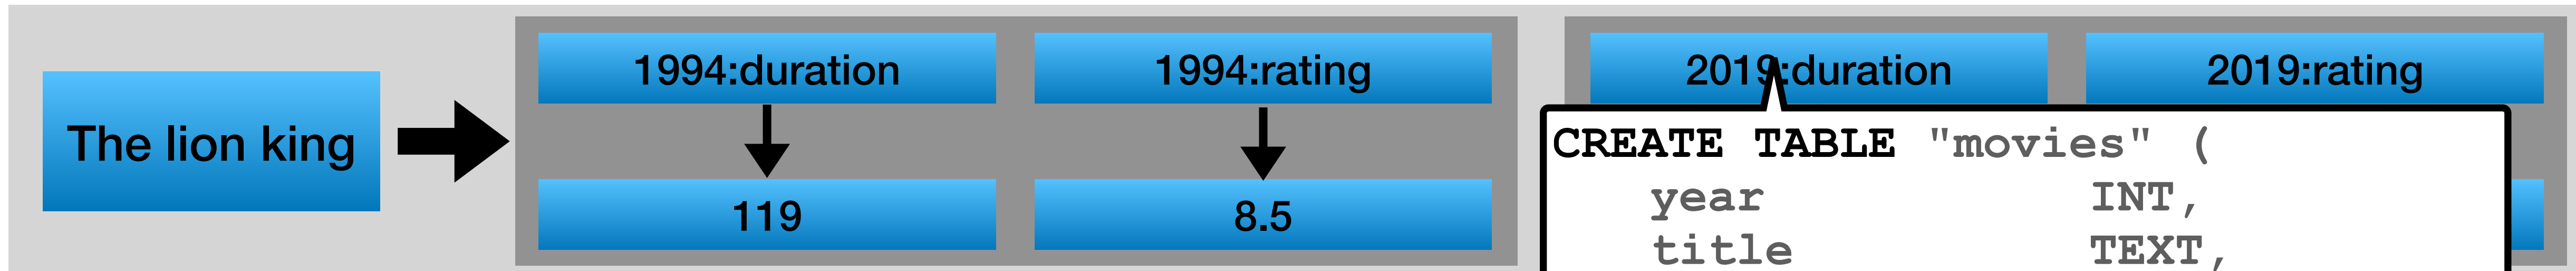 1994:duration 1994:rating 2019:duration 2019:rating
The lion king
CREATE TABLE "movies" (
year INT,
119 8.5
title TEXT,